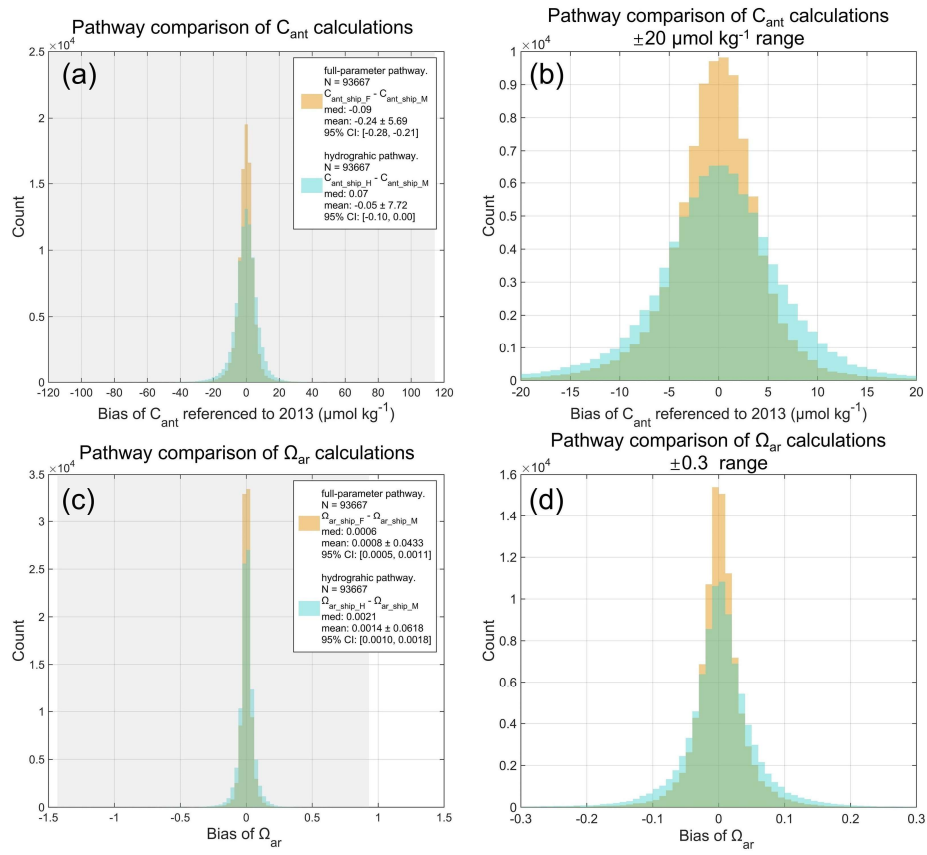 Pathway comparison of C_ant calculations
×10⁴
(a)
2.5
2
1.5
1
0.5
0
Count
-120 -100 -80 -60 -40 -20 0 20 40 60 80 100 120
Bias of C_ant referenced to 2013 (μmol kg⁻¹)
full-parameter pathway.
N = 93667
C_ant_ship_F - C_ant_ship_M
med: -0.09
mean: -0.24 ± 5.69
95% CI: [-0.28, -0.21]
hydrograhic pathway.
N = 93667
C_ant_ship_H - C_ant_ship_M
med: 0.07
mean: -0.05 ± 7.72
95% CI: [-0.10, 0.00]
Pathway comparison of C_ant calculations
±20 μmol kg⁻¹ range
×10⁴
(b)
1
0.9
0.8
0.7
0.6
0.5
0.4
0.3
0.2
0.1
0
Count
-20 -15 -10 -5 0 5 10 15 20
Bias of C_ant referenced to 2013 (μmol kg⁻¹)
Pathway comparison of Ω_ar calculations
×10⁴
(c)
3.5
3
2.5
2
1.5
1
0.5
0
Count
-1.5 -1 -0.5 0 0.5 1 1.5
Bias of Ω_ar
full-parameter pathway.
N = 93667
Ω_ar_ship_F - Ω_ar_ship_M
med: 0.0006
mean: 0.0008 ± 0.0433
95% CI: [0.0005, 0.0011]
hydrograhic pathway.
N = 93667
Ω_ar_ship_H - Ω_ar_ship_M
med: 0.0021
mean: 0.0014 ± 0.0618
95% CI: [0.0010, 0.0018]
Pathway comparison of Ω_ar calculations
±0.3 range
×10⁴
(d)
1.6
1.4
1.2
1
0.8
0.6
0.4
0.2
0
Count
-0.3 -0.2 -0.1 0 0.1 0.2 0.3
Bias of Ω_ar